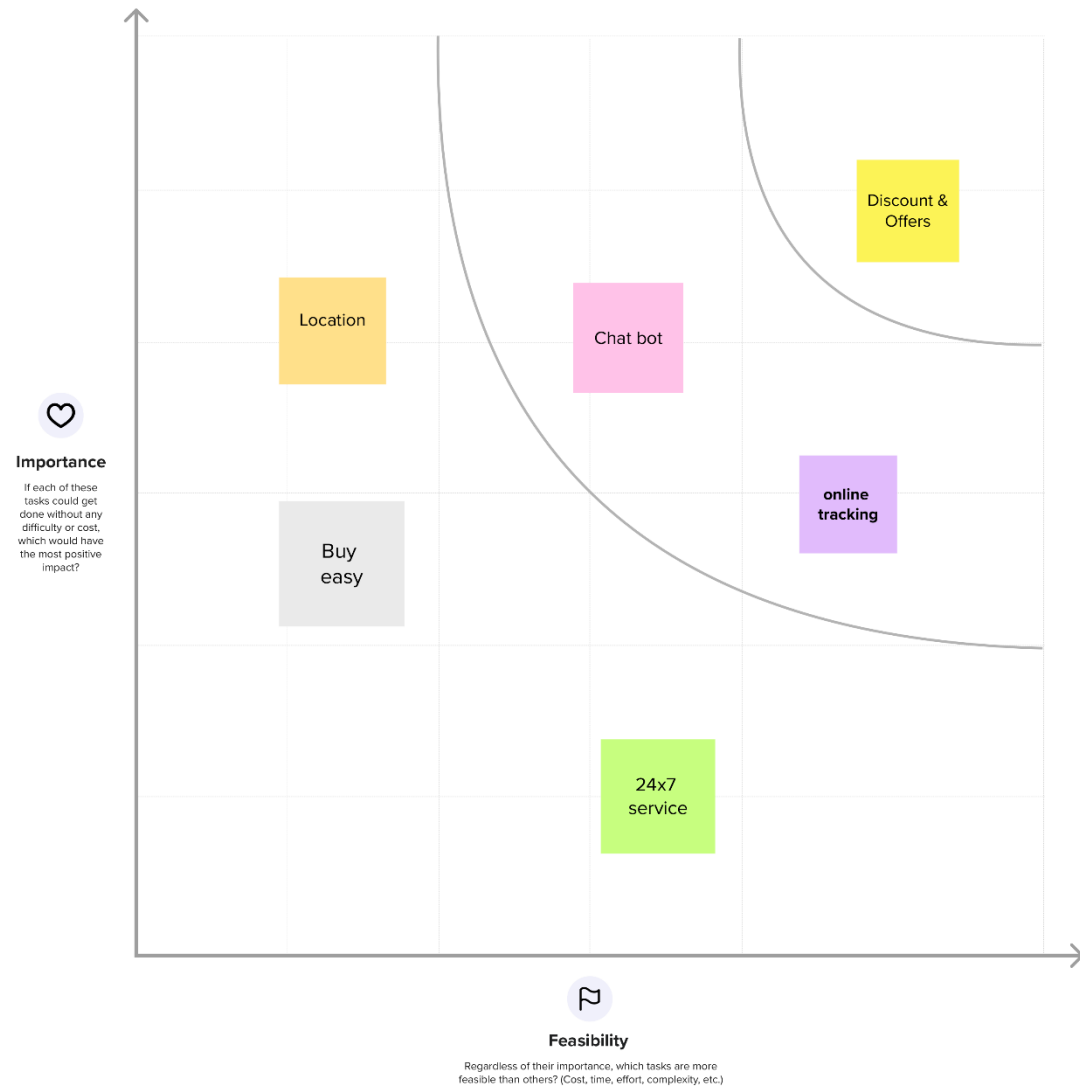 Discount &
Offers
Location
Chat bot
Importance
If each of these
tasks could get
done without any
difficulty or cost,
which would have
the most positive
impact?
online
tracking
Buy
easy
24x7
service
Feasibility
Regardless of their importance, which tasks are more
feasible than others? (Cost, time, effort, complexity, etc.)